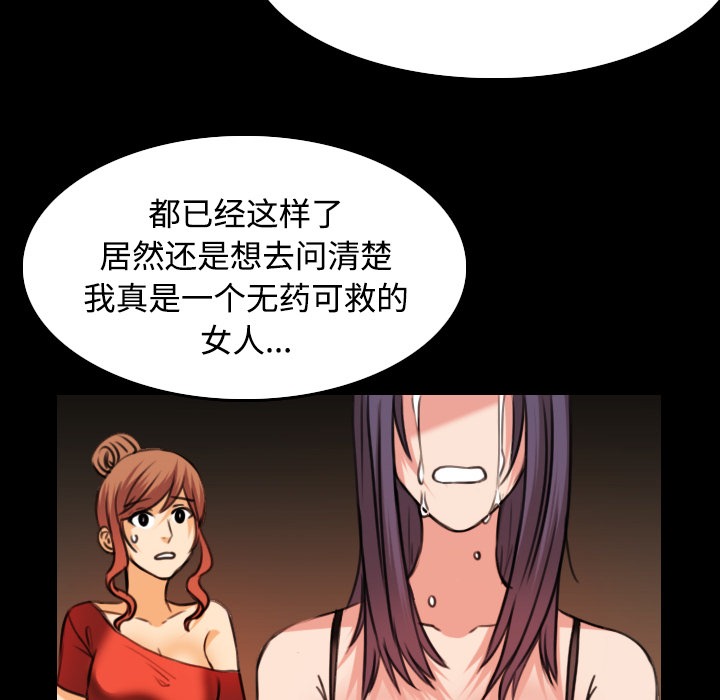 都已经这样了
居然还是想去问清楚
我真是一个无药可救的
女人...